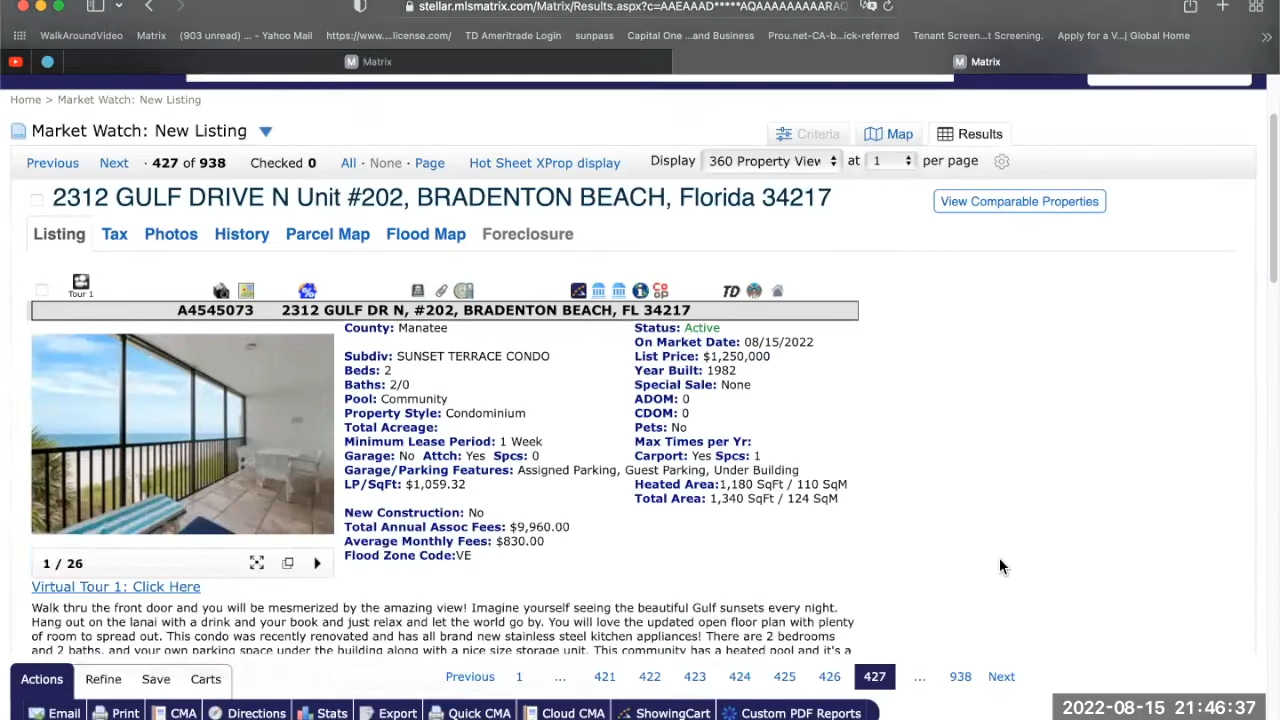 stellar.mlsmatrix.com/Matrix/Results.aspx?c=AAEAAAD*****AQAAAAAAAAARAQ
WalkAroundVideo Matrix (903 unread) ... - Yahoo Mail https://www....license.com/ TD Ameritrade Login sunpass Capital One ...and Business Prou.net-CA-b...ick-referred Tenant Screen...t Screening. Apply for a V...| Global Home
M Matrix M Matrix
Home > Market Watch: New Listing
Market Watch: New Listing Criteria Map Results
Previous Next · 427 of 938 Checked 0 All · None · Page Hot Sheet XProp display Display 360 Property View at 1 per page
2312 GULF DRIVE N Unit #202, BRADENTON BEACH, Florida 34217 View Comparable Properties
Listing Tax Photos History Parcel Map Flood Map Foreclosure
Tour 1 CO OP TD
A4545073 2312 GULF DR N, #202, BRADENTON BEACH, FL 34217
County: Manatee Status: Active
On Market Date: 08/15/2022
Subdiv: SUNSET TERRACE CONDO List Price: $1,250,000
Beds: 2 Year Built: 1982
Baths: 2/0 Special Sale: None
Pool: Community ADOM: 0
Property Style: Condominium CDOM: 0
Total Acreage: Pets: No
Minimum Lease Period: 1 Week Max Times per Yr:
Garage: No Attch: Yes Spcs: 0 Carport: Yes Spcs: 1
Garage/Parking Features: Assigned Parking, Guest Parking, Under Building
LP/SqFt: $1,059.32 Heated Area:1,180 SqFt / 110 SqM
Total Area: 1,340 SqFt / 124 SqM
New Construction: No
Total Annual Assoc Fees: $9,960.00
Average Monthly Fees: $830.00
Flood Zone Code:VE
1 / 26
Virtual Tour 1: Click Here
Walk thru the front door and you will be mesmerized by the amazing view! Imagine yourself seeing the beautiful Gulf sunsets every night.
Hang out on the lanai with a drink and your book and just relax and let the world go by. You will love the updated open floor plan with plenty
of room to spread out. This condo was recently renovated and has all brand new stainless steel kitchen appliances! There are 2 bedrooms
and 2 baths, and your own parking space under the building along with a nice size storage unit. This community has a heated pool and it's a
Actions Refine Save Carts Previous 1 ... 421 422 423 424 425 426 427 ... 938 Next
Email Print CMA Directions Stats Export Quick CMA Cloud CMA ShowingCart Custom PDF Reports
2022-08-15 21:46:37